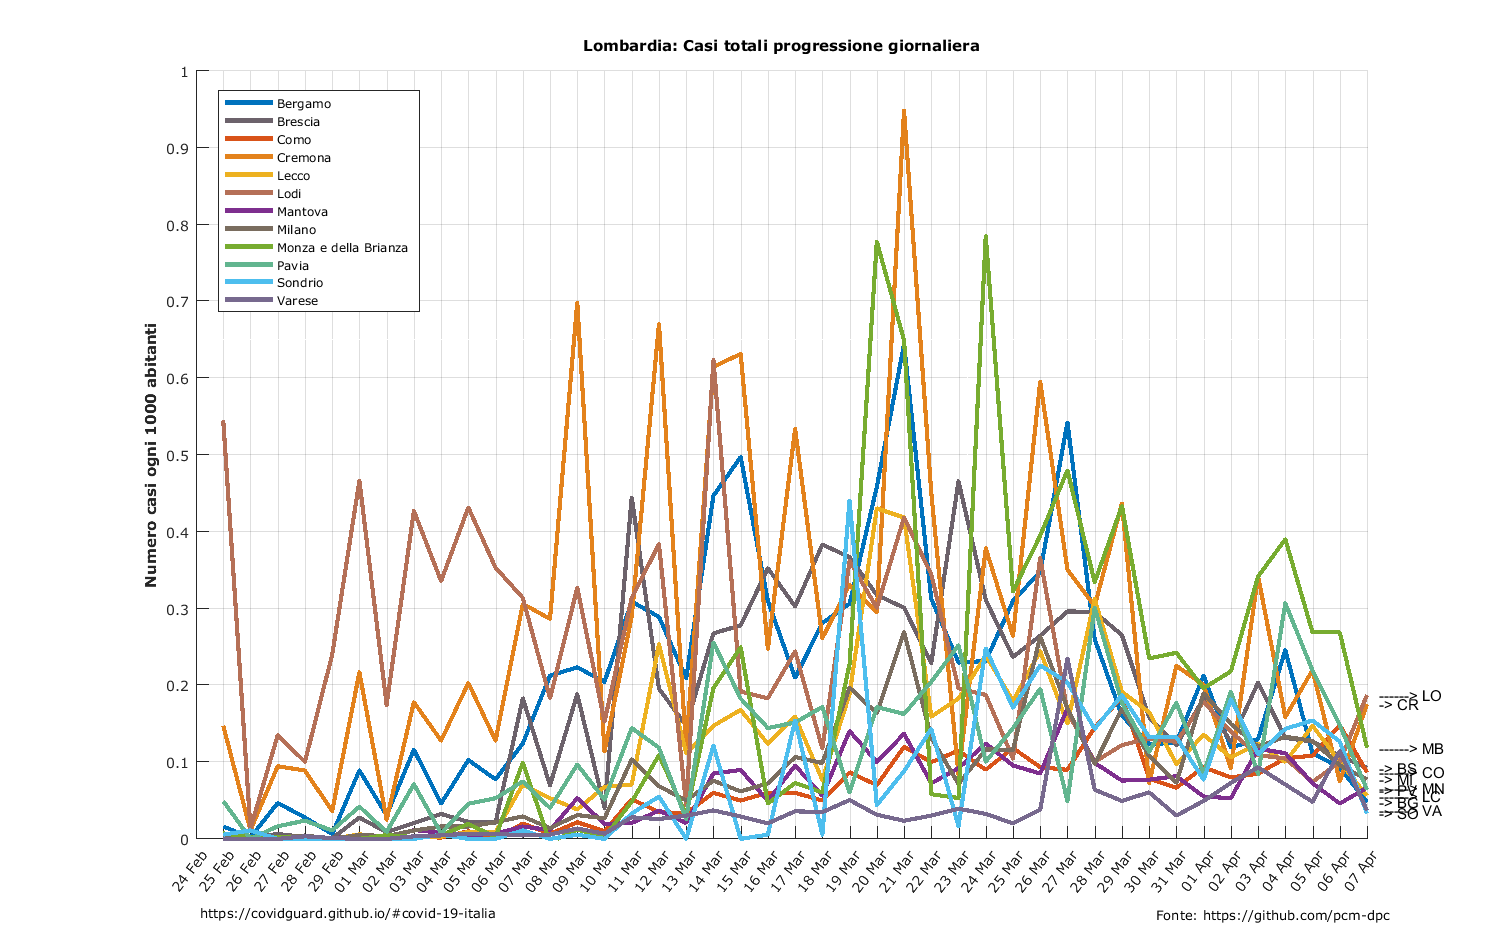 Lombardia: Casi totali progressione giornaliera
Numero casi ogni 1000 abitanti
1
0.9
0.8
0.7
0.6
0.5
0.4
0.3
0.2
0.1
0
Bergamo
Brescia
Como
Cremona
Lecco
Lodi
Mantova
Milano
Monza e della Brianza
Pavia
Sondrio
Varese
------> LO
-> CR
------> MB
-> BS
------> CO
-> MI
------> MN
-> PV
------> LC
-> BG
------> VA
-> SO
24 Feb
25 Feb
26 Feb
27 Feb
28 Feb
29 Feb
01 Mar
02 Mar
03 Mar
04 Mar
05 Mar
06 Mar
07 Mar
08 Mar
09 Mar
10 Mar
11 Mar
12 Mar
13 Mar
14 Mar
15 Mar
16 Mar
17 Mar
18 Mar
19 Mar
20 Mar
21 Mar
22 Mar
23 Mar
24 Mar
25 Mar
26 Mar
27 Mar
28 Mar
29 Mar
30 Mar
31 Mar
01 Apr
02 Apr
03 Apr
04 Apr
05 Apr
06 Apr
07 Apr
https://covidguard.github.io/#covid-19-italia
Fonte: https://github.com/pcm-dpc